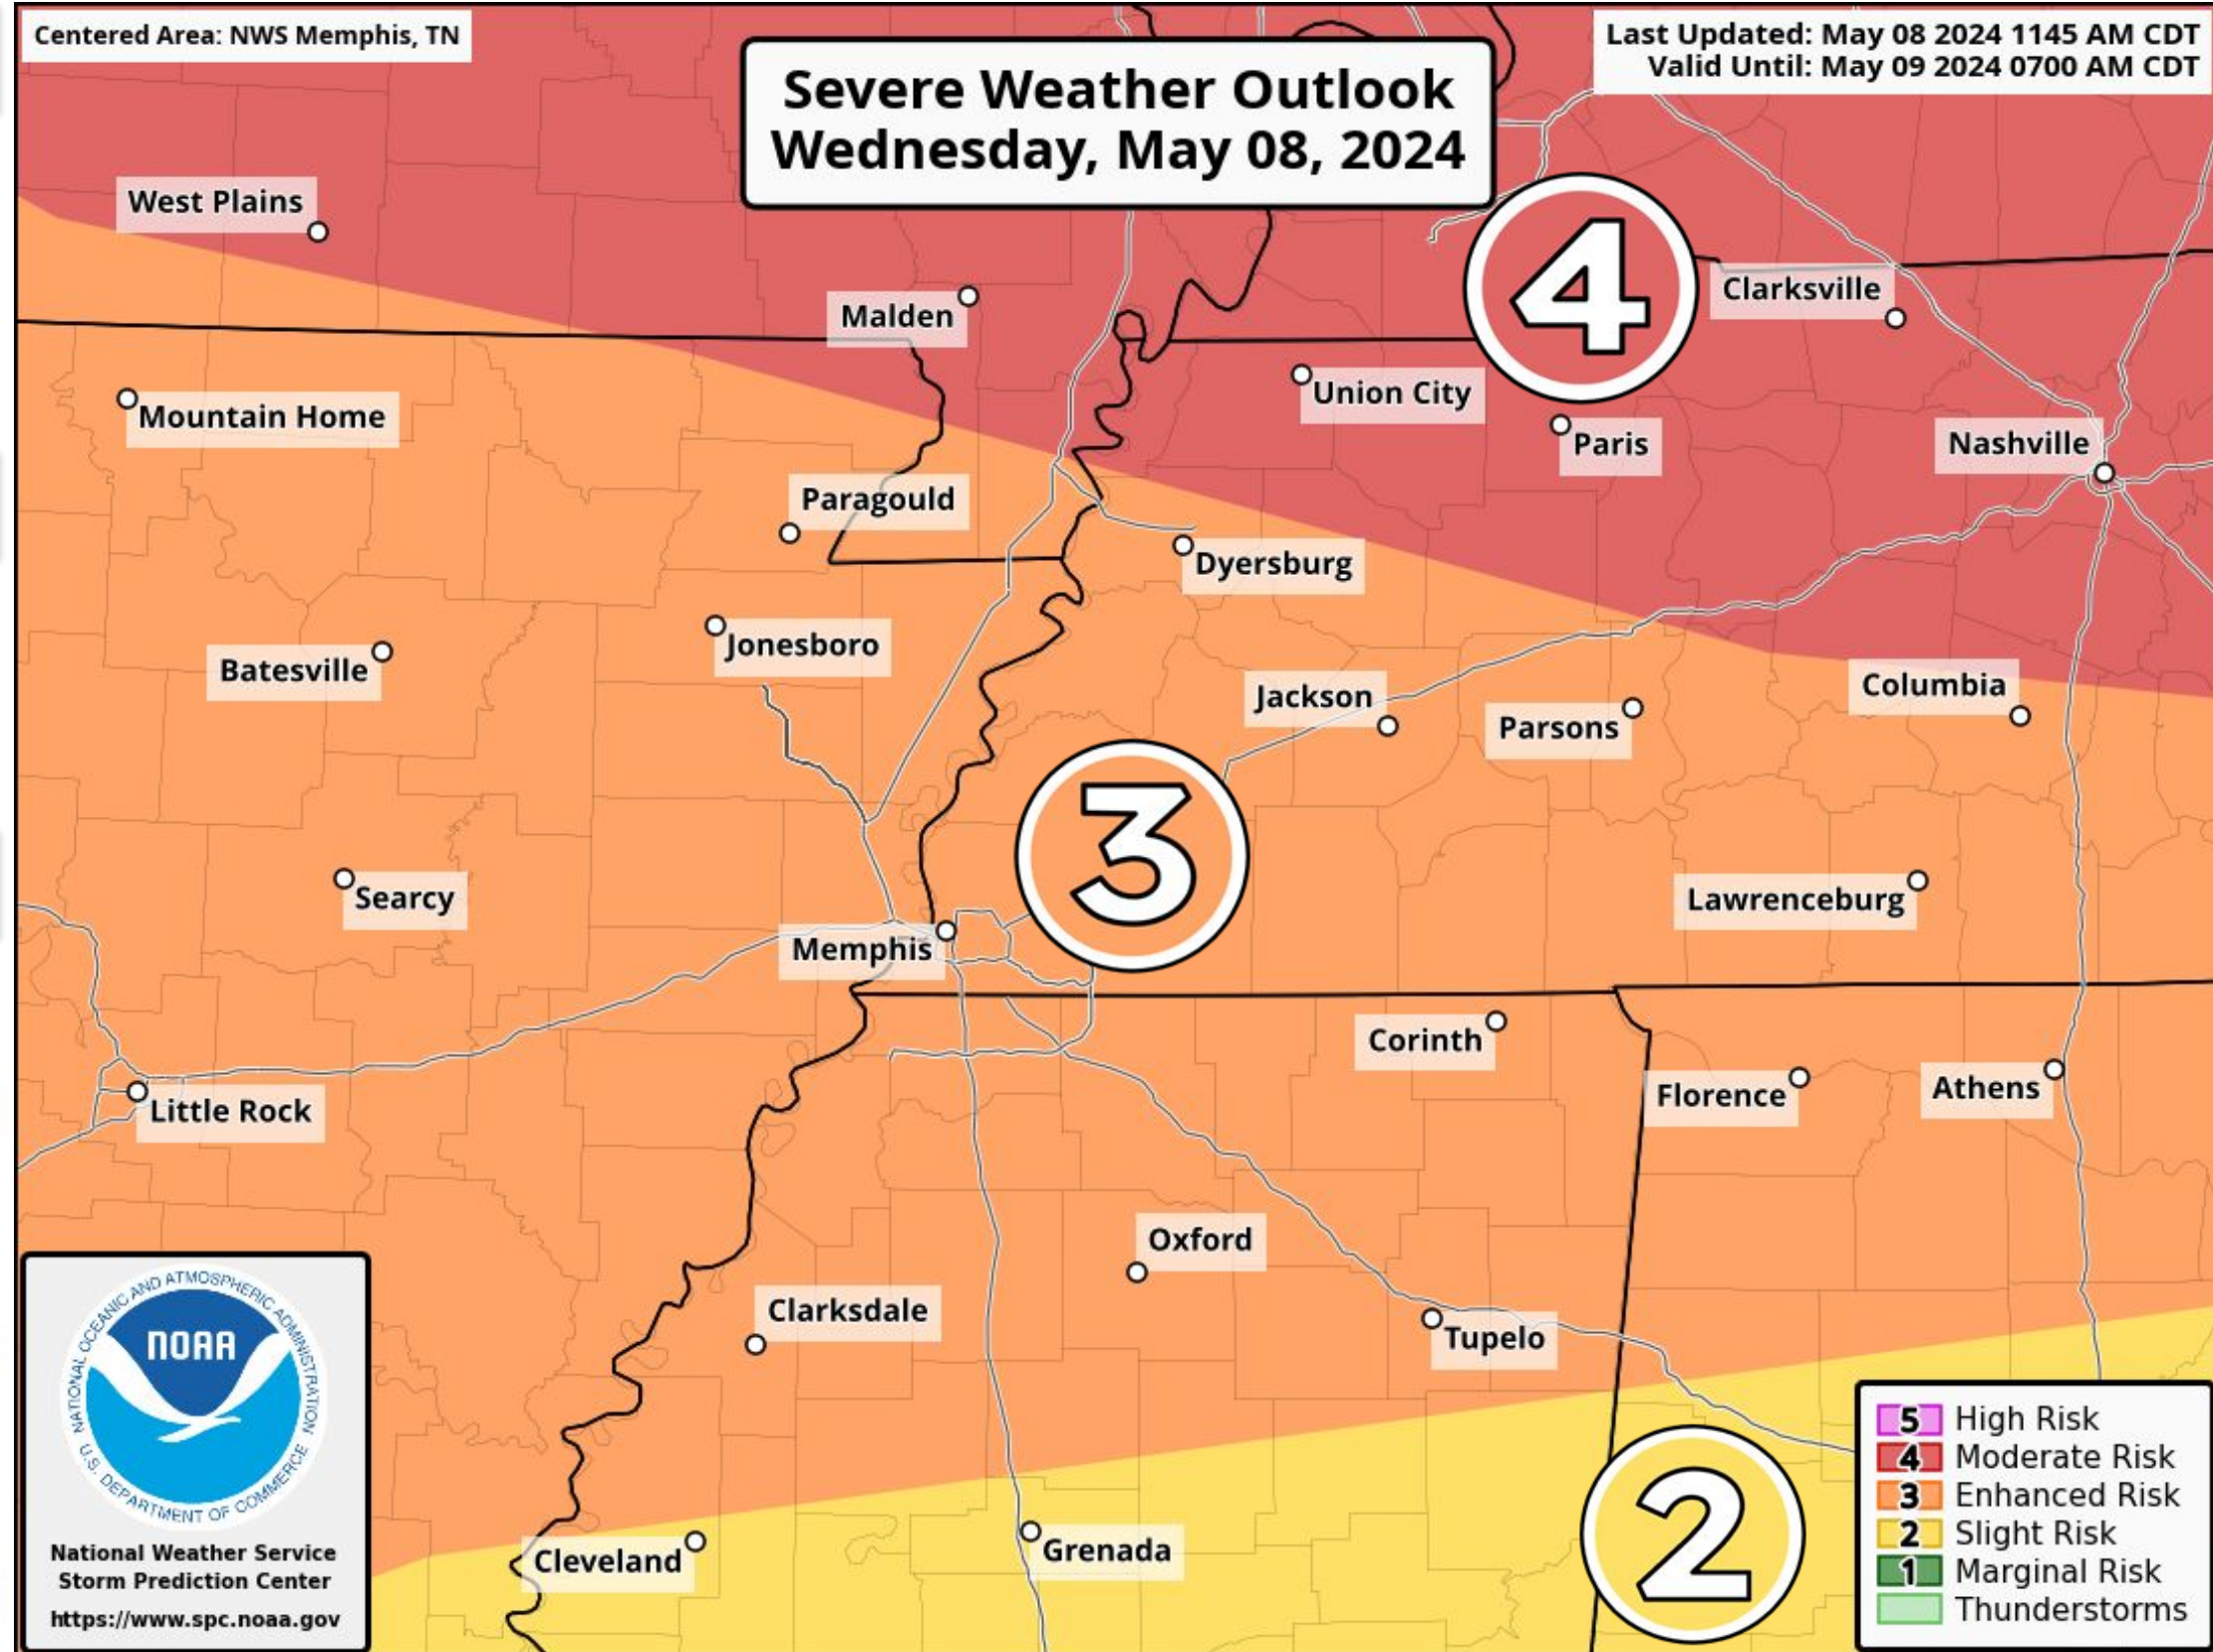 Centered Area: NWS Memphis, TN
Severe Weather Outlook
Wednesday, May 08, 2024
Last Updated: May 08 2024 1145 AM CDT
Valid Until: May 09 2024 0700 AM CDT
West Plains
4
Clarksville
Malden
Union City
Mountain Home
Paris
Nashville
Paragould
Dyersburg
Jonesboro
Batesville
Jackson
Columbia
Parsons
3
Searcy
Lawrenceburg
Memphis
Corinth
Florence
Athens
Little Rock
Oxford
Clarksdale
Tupelo
Cleveland
Grenada
2
NATIONAL OCEANIC AND ATMOSPHERIC ADMINISTRATION
NOAA
U.S. DEPARTMENT OF COMMERCE
National Weather Service
Storm Prediction Center
https://www.spc.noaa.gov
5 High Risk
4 Moderate Risk
3 Enhanced Risk
2 Slight Risk
1 Marginal Risk
Thunderstorms